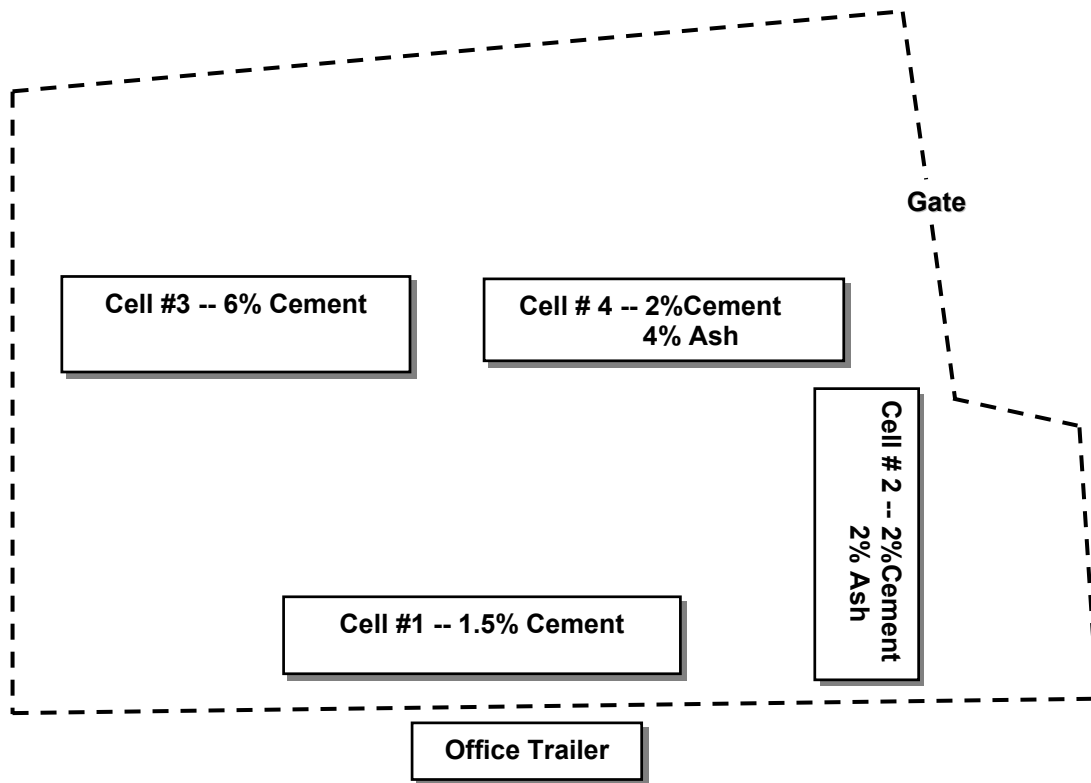 Gate
Cell #3 -- 6% Cement
Cell # 4 -- 2%Cement
4% Ash
Cell # 2 -- 2%Cement
2% Ash
Cell #1 -- 1.5% Cement
Office Trailer